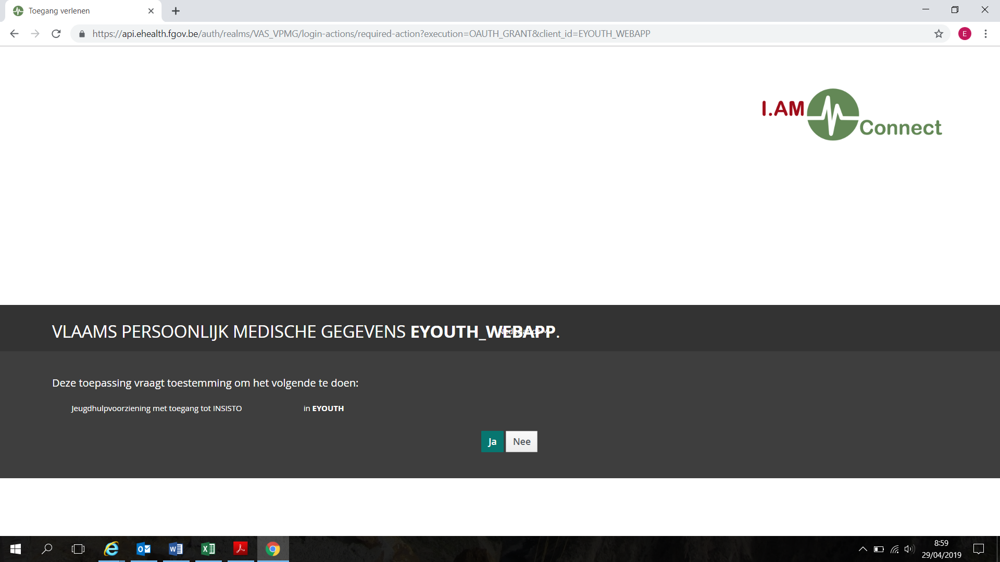 Toegang verlenen
https://api.ehealth.fgov.be/auth/realms/VAS_VPMG/login-actions/required-action?execution=OAUTH_GRANT&client_id=EYOUTH_WEBAPP
E
I.AM
Connect
VLAAMS PERSOONLIJK MEDISCHE GEGEVENS EYOUTH_WEBAPP.
Deze toepassing vraagt toestemming om het volgende te doen:
Jeugdhulpvoorziening met toegang tot INSISTO in EYOUTH
Ja Nee
8:59
29/04/2019